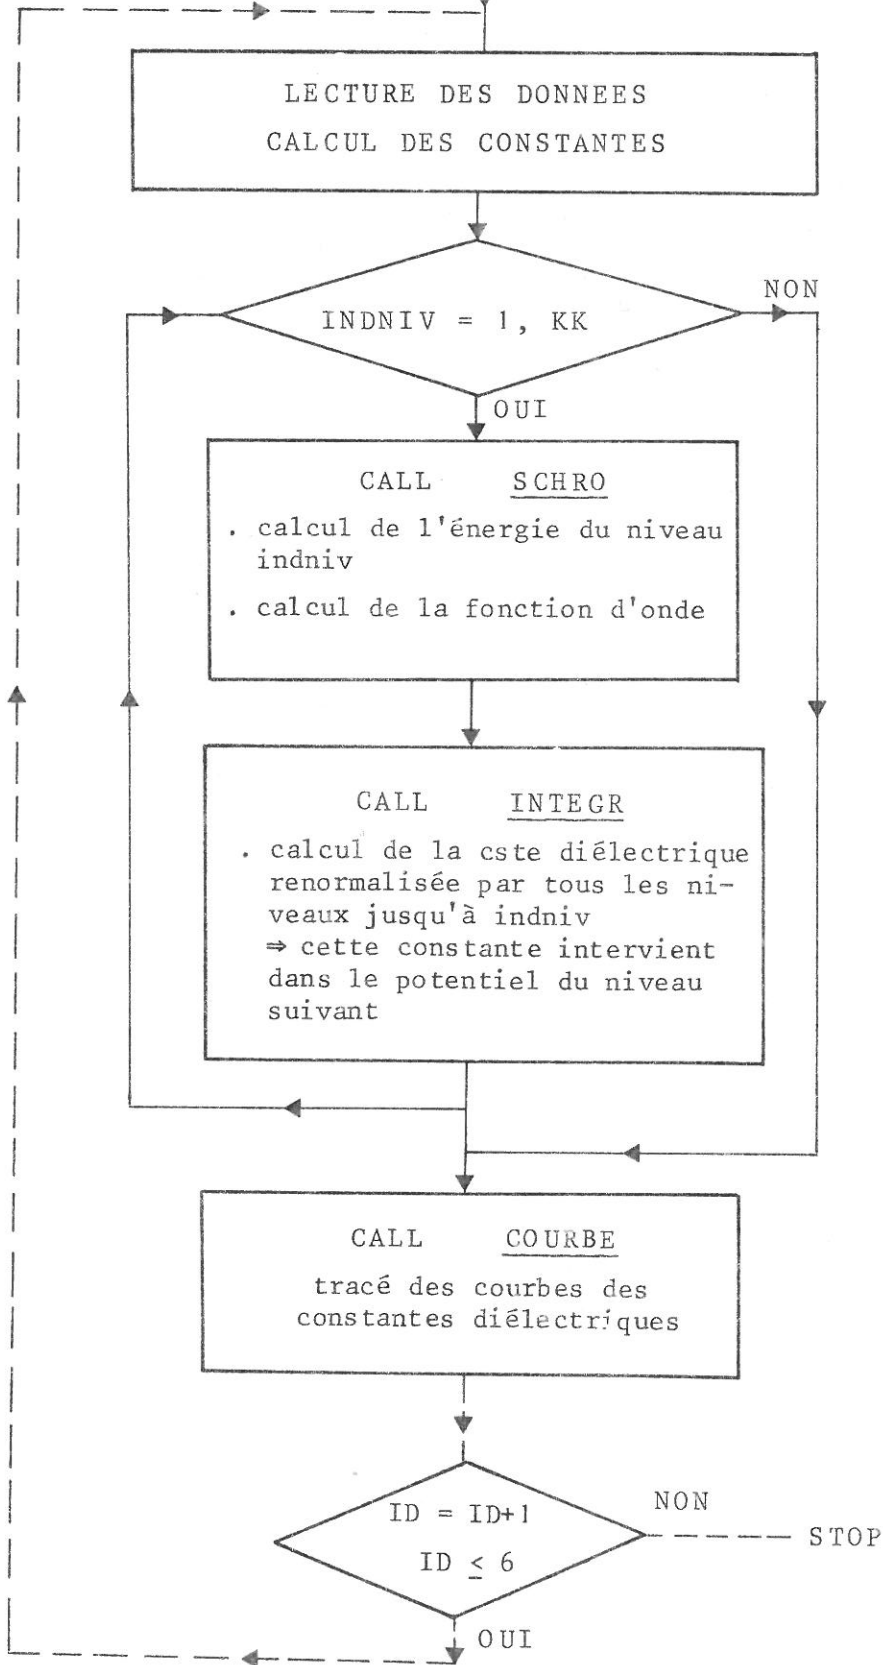 LECTURE DES DONNEES
CALCUL DES CONSTANTES
INDNIV = 1, KK
NON
OUI
CALL SCHRO
. calcul de l'énergie du niveau
indniv
. calcul de la fonction d'onde
CALL INTEGR
. calcul de la cste diélectrique
renormalisée par tous les ni-
veaux jusqu'à indniv
⇒ cette constante intervient
dans le potentiel du niveau
suivant
CALL COURBE
tracé des courbes des
constantes diélectriques
ID = ID+1
ID ≤ 6
NON
STOP
OUI